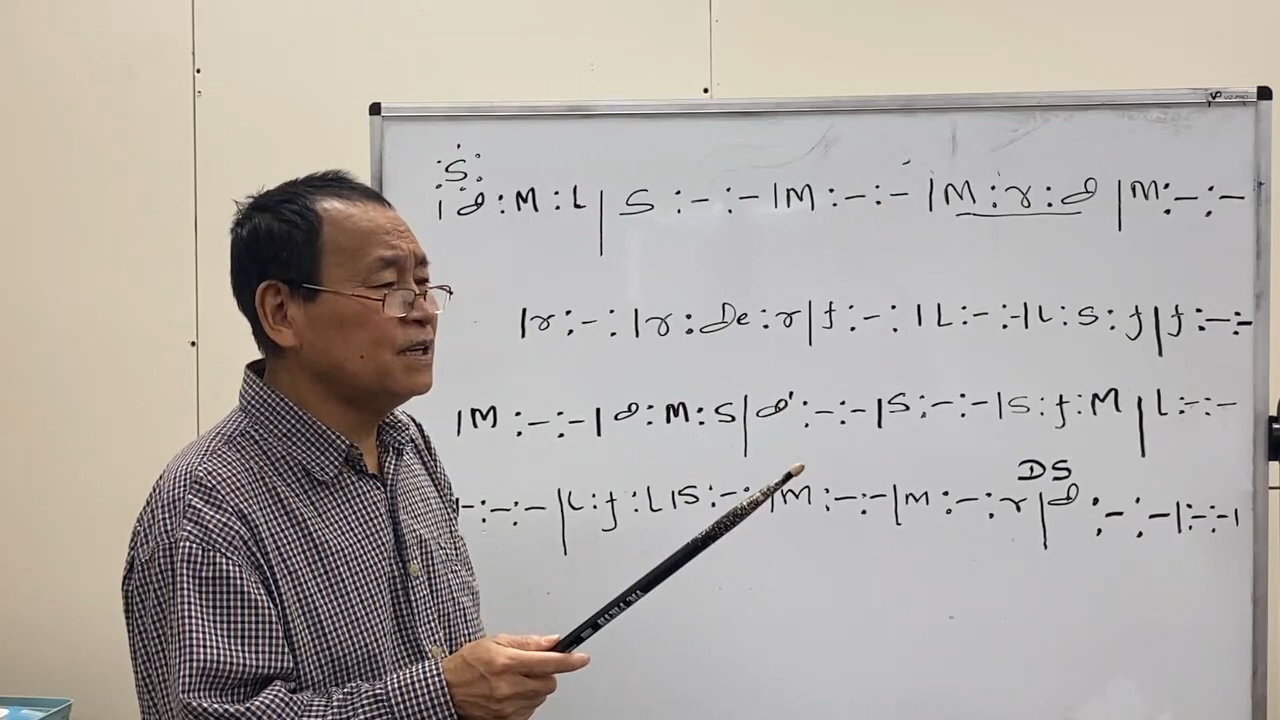 S
| d : M : L | S : – : – | M : – : – | M : r : d | M : – : –
| r : – : | r : De : r | f : – : | L : – : – | L : S : f | f : – : –
| M : – : – | d : M : S | d' : – : – | S : – : – | S : f : M | L : – : –
DS
– : – : – | L : f : L | S : – : | M : – : – | M : – : r | d : – : – | : – : – |